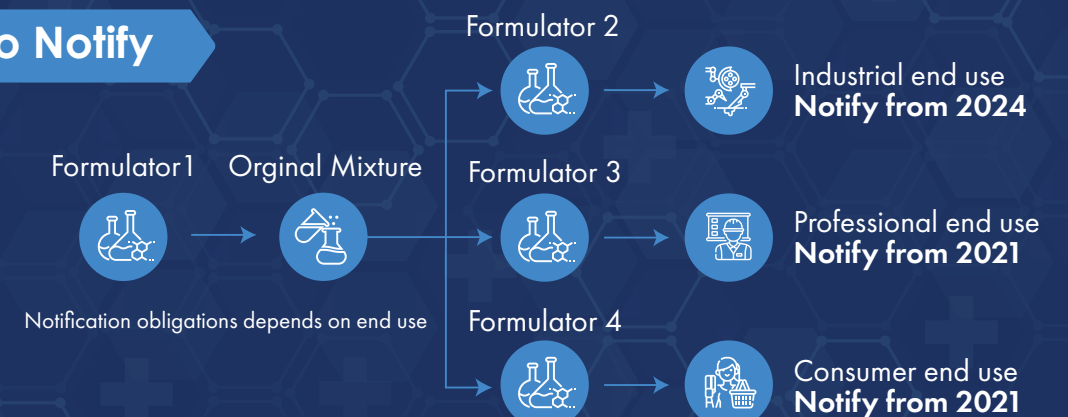 o Notify
Formulator 2
Industrial end use
Notify from 2024
Formulator1
Orginal Mixture
Formulator 3
Professional end use
Notify from 2021
Notification obligations depends on end use
Formulator 4
Consumer end use
Notify from 2021